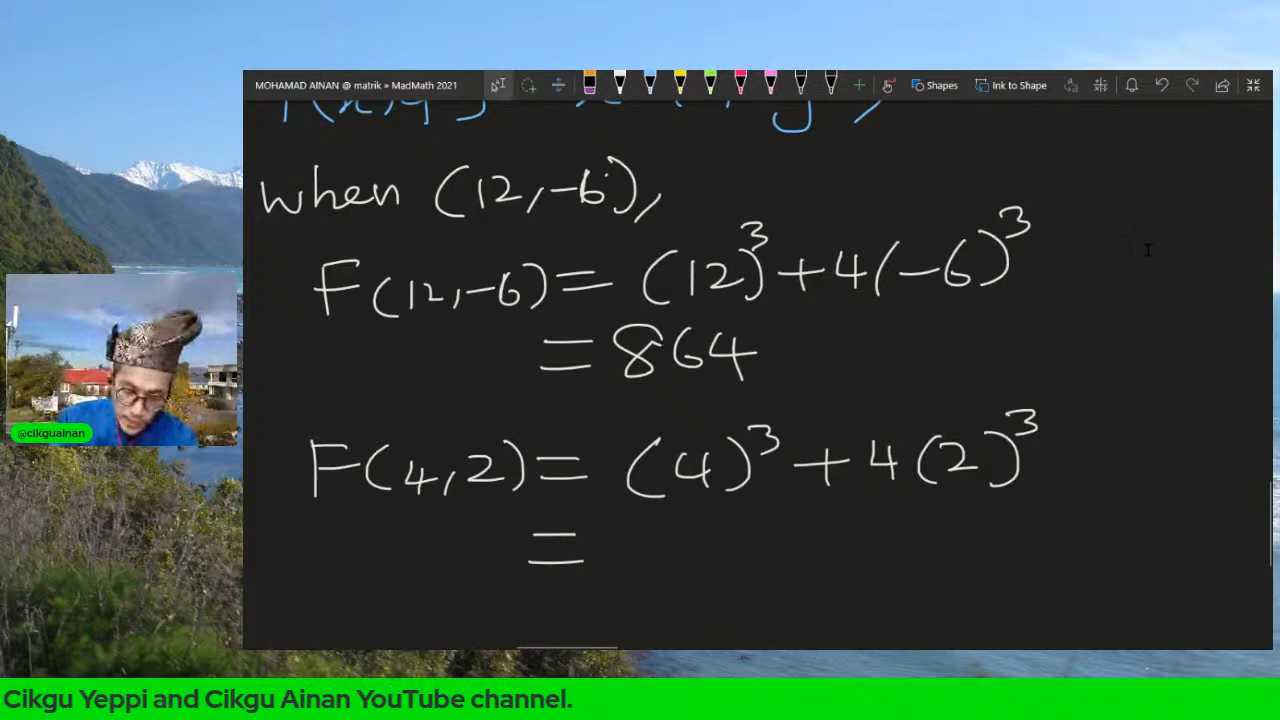 MOHAMAD AINAN @ matrik » MadMath 2021
Shapes
Ink to Shape
when (12,-6),
F(12,-6) = (12)³ + 4(-6)³
= 864
F(4,2) = (4)³ + 4(2)³
=
@cikguainan
Cikgu Yeppi and Cikgu Ainan YouTube channel.